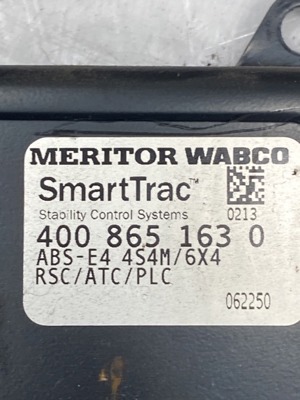 MERITOR WABCO
SmartTrac™
Stability Control Systems 0213
400 865 163 0
ABS-E4 4S4M/6X4
RSC/ATC/PLC
062250